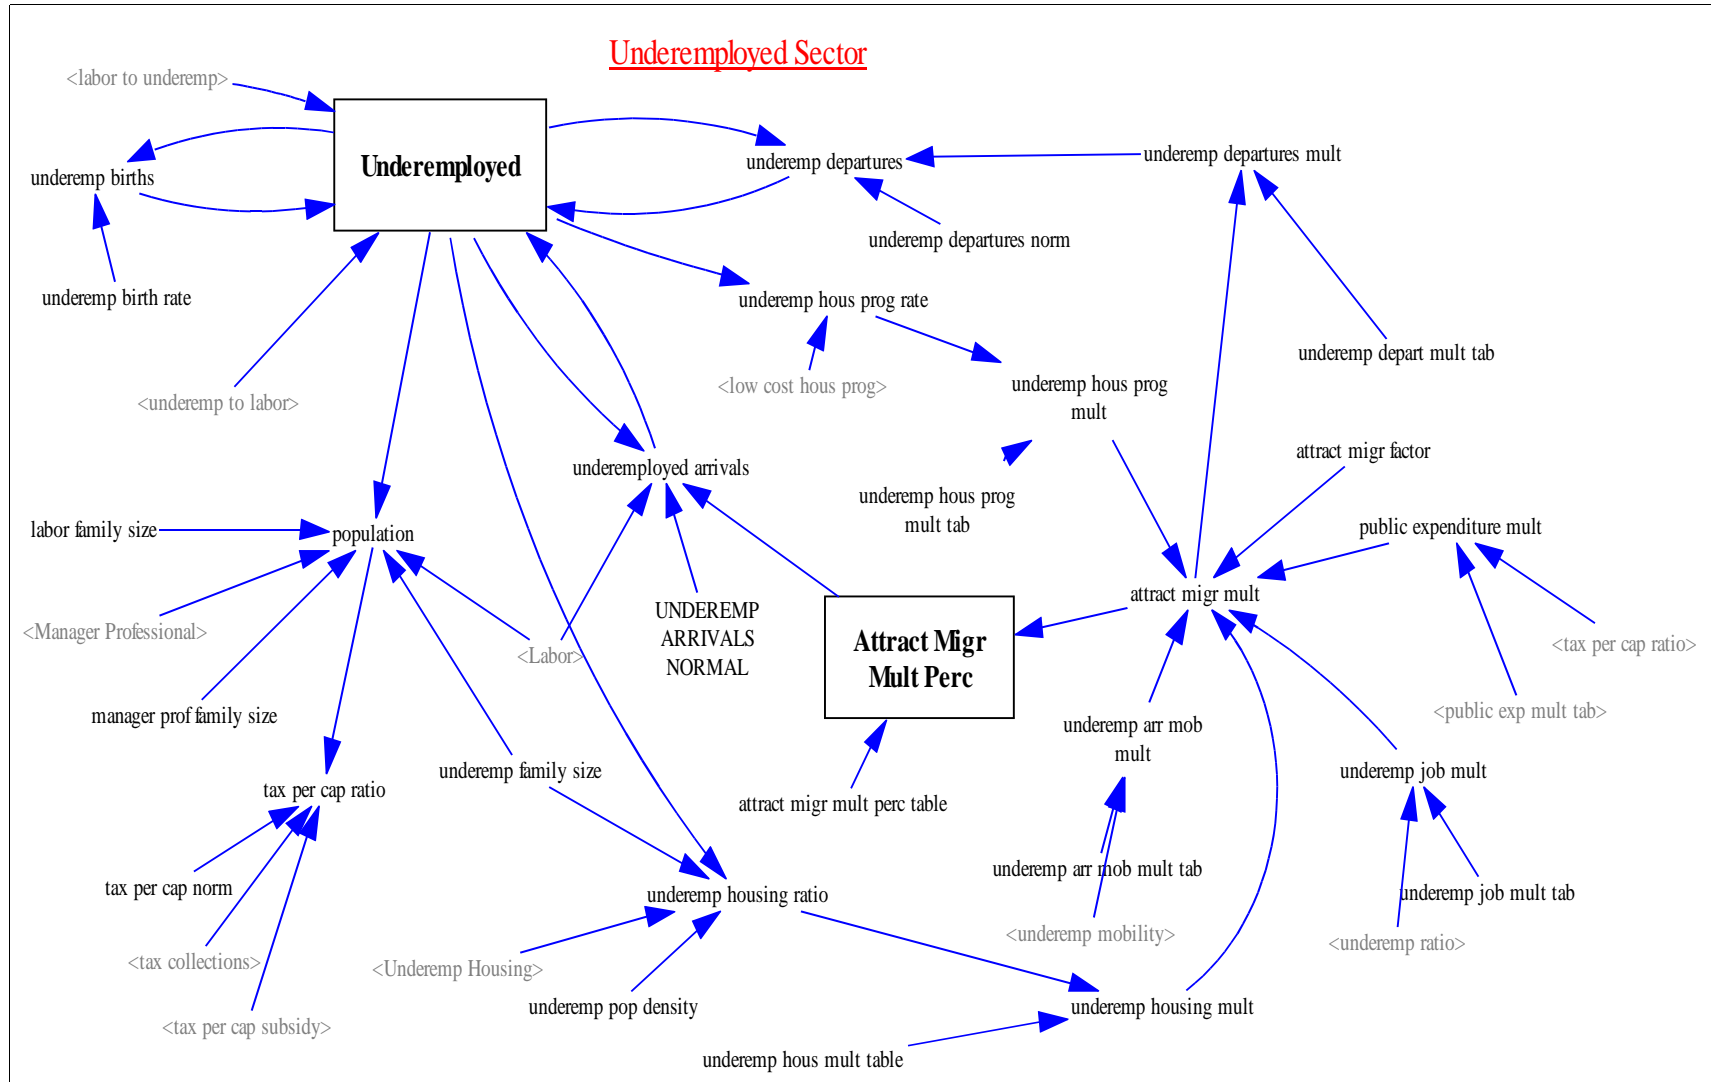 Underemployed Sector
<labor to underemp>
Underemployed
underemp departures
underemp departures mult
underemp births
underemp departures norm
underemp birth rate
underemp hous prog rate
underemp depart mult tab
<low cost hous prog>
underemp hous prog
mult
<underemp to labor>
attract migr factor
underemployed arrivals
underemp hous prog
mult tab
labor family size
population
public expenditure mult
attract migr mult
UNDEREMP
ARRIVALS
NORMAL
<Manager Professional>
<Labor>
Attract Migr
Mult Perc
<tax per cap ratio>
manager prof family size
<public exp mult tab>
underemp arr mob
mult
underemp family size
underemp job mult
tax per cap ratio
attract migr mult perc table
underemp arr mob mult tab
tax per cap norm
underemp housing ratio
underemp job mult tab
<underemp mobility>
<underemp ratio>
<tax collections>
<Underemp Housing>
underemp pop density
underemp housing mult
<tax per cap subsidy>
underemp hous mult table